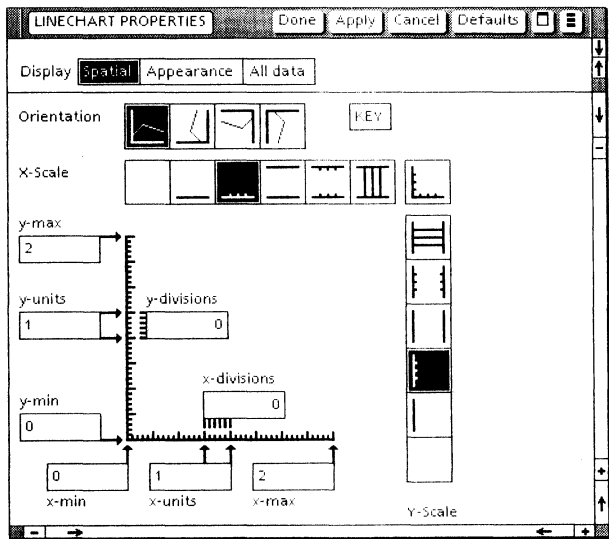 LINECHART PROPERTIES Done Apply Cancel Defaults
Display Spatial Appearance All data
Orientation KEY
X-Scale
y-max
2
y-units y-divisions
1 0
x-divisions
0
y-min
0
0 1 2
x-min x-units x-max
Y-Scale